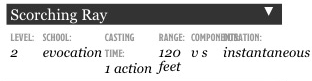 Scorching Ray ▼
LEVEL: SCHOOL: CASTING TIME: RANGE: COMPONENTS: DURATION:
2 evocation 1 action 120 feet v s instantaneous